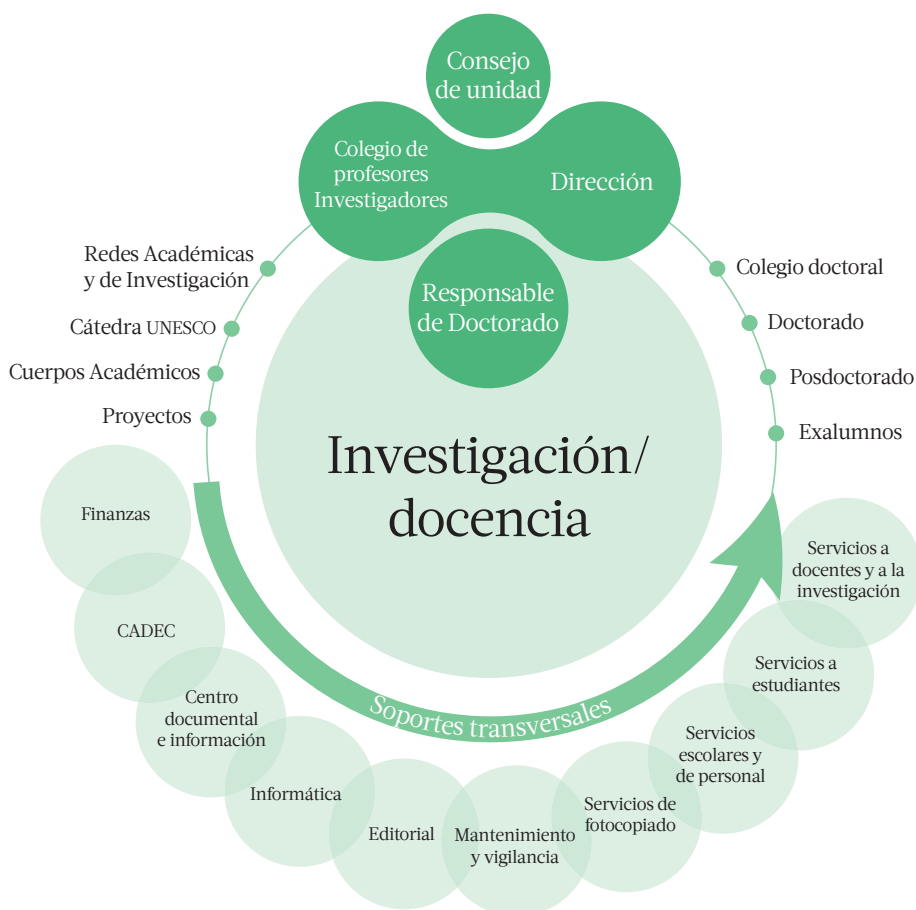 Consejo
de unidad
Colegio de
profesores
Investigadores
Dirección
Responsable
de Doctorado
Redes Académicas
y de Investigación
Cátedra UNESCO
Cuerpos Académicos
Proyectos
Colegio doctoral
Doctorado
Posdoctorado
Exalumnos
Investigación/
docencia
Soportes transversales
Finanzas
CADEC
Centro
documental
e información
Informática
Editorial
Mantenimiento
y vigilancia
Servicios de
fotocopiado
Servicios
escolares y
de personal
Servicios a
estudiantes
Servicios a
docentes y a la
investigación